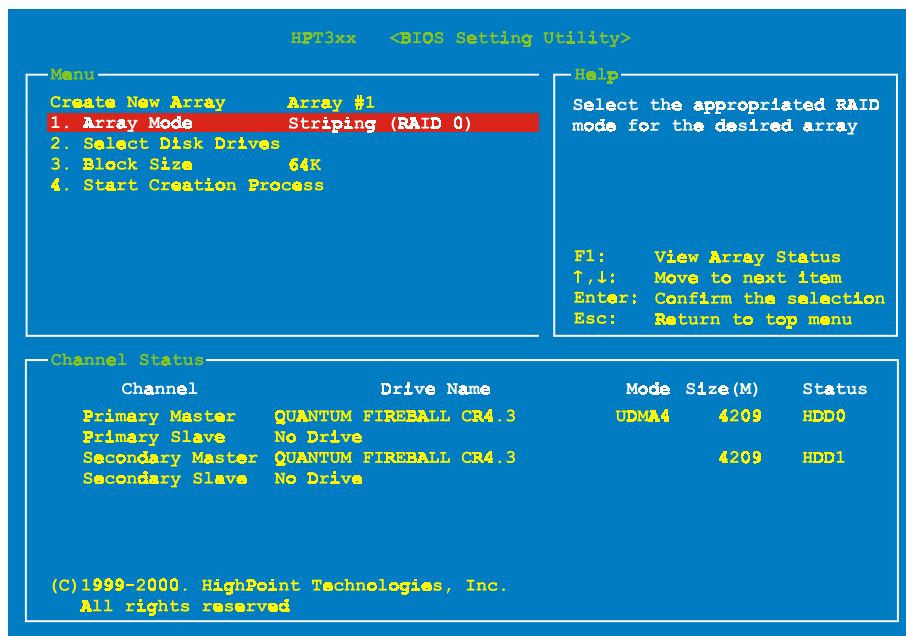 HPT3xx <BIOS Setting Utility>
Menu
Create New Array Array #1
1. Array Mode Striping (RAID 0)
2. Select Disk Drives
3. Block Size 64K
4. Start Creation Process
Help
Select the appropriated RAID
mode for the desired array
F1: View Array Status
↑,↓: Move to next item
Enter: Confirm the selection
Esc: Return to top menu
Channel Status
Channel Drive Name Mode Size(M) Status
Primary Master QUANTUM FIREBALL CR4.3 UDMA4 4209 HDD0
Primary Slave No Drive
Secondary Master QUANTUM FIREBALL CR4.3 4209 HDD1
Secondary Slave No Drive
(C)1999-2000. HighPoint Technologies, Inc.
All rights reserved